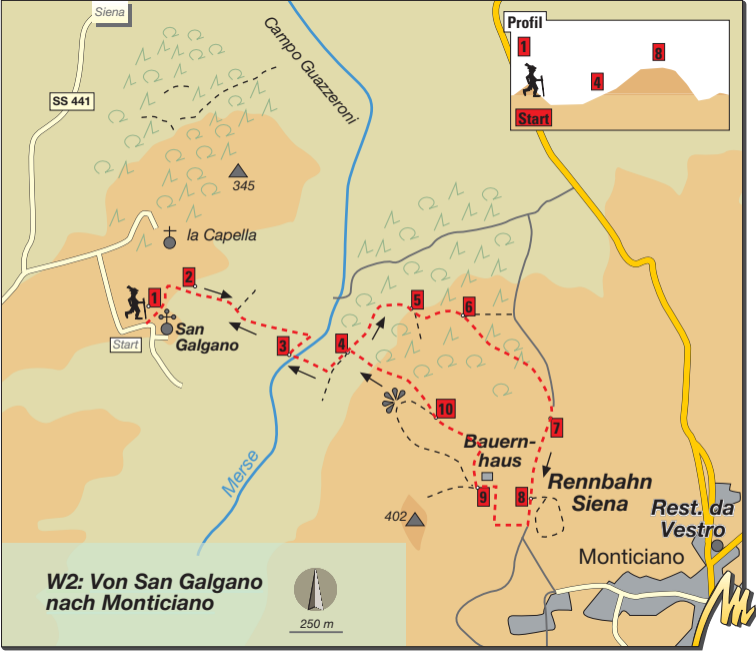 Siena
SS 441
Campo Guazzeroni
Profil
1
4
8
Start
345
la Capella
1
2
San
Galgano
Start
3
4
5
6
7
10
Bauern-
haus
9
8
Rennbahn
Siena
Rest. da
Vestro
Merse
402
Monticiano
W2: Von San Galgano
nach Monticiano
250 m